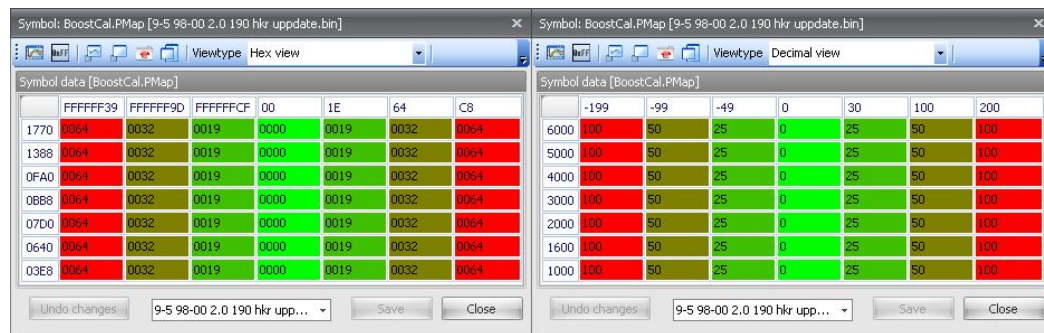 Symbol: BoostCal.PMap [9-5 98-00 2.0 190 hkr uppdate.bin]
0xFF Viewtype Hex view
Symbol data [BoostCal.PMap]
FFFFFF39 FFFFFF9D FFFFFFCF 00 1E 64 C8
1770 0064 0032 0019 0000 0019 0032 0064
1388 0064 0032 0019 0000 0019 0032 0064
0FA0 0064 0032 0019 0000 0019 0032 0064
0BB8 0064 0032 0019 0000 0019 0032 0064
07D0 0064 0032 0019 0000 0019 0032 0064
0640 0064 0032 0019 0000 0019 0032 0064
03E8 0064 0032 0019 0000 0019 0032 0064
Undo changes 9-5 98-00 2.0 190 hkr upp... Save Close
Symbol: BoostCal.PMap [9-5 98-00 2.0 190 hkr uppdate.bin]
0xFF Viewtype Decimal view
Symbol data [BoostCal.PMap]
-199 -99 -49 0 30 100 200
6000 100 50 25 0 25 50 100
5000 100 50 25 0 25 50 100
4000 100 50 25 0 25 50 100
3000 100 50 25 0 25 50 100
2000 100 50 25 0 25 50 100
1600 100 50 25 0 25 50 100
1000 100 50 25 0 25 50 100
Undo changes 9-5 98-00 2.0 190 hkr upp... Save Close